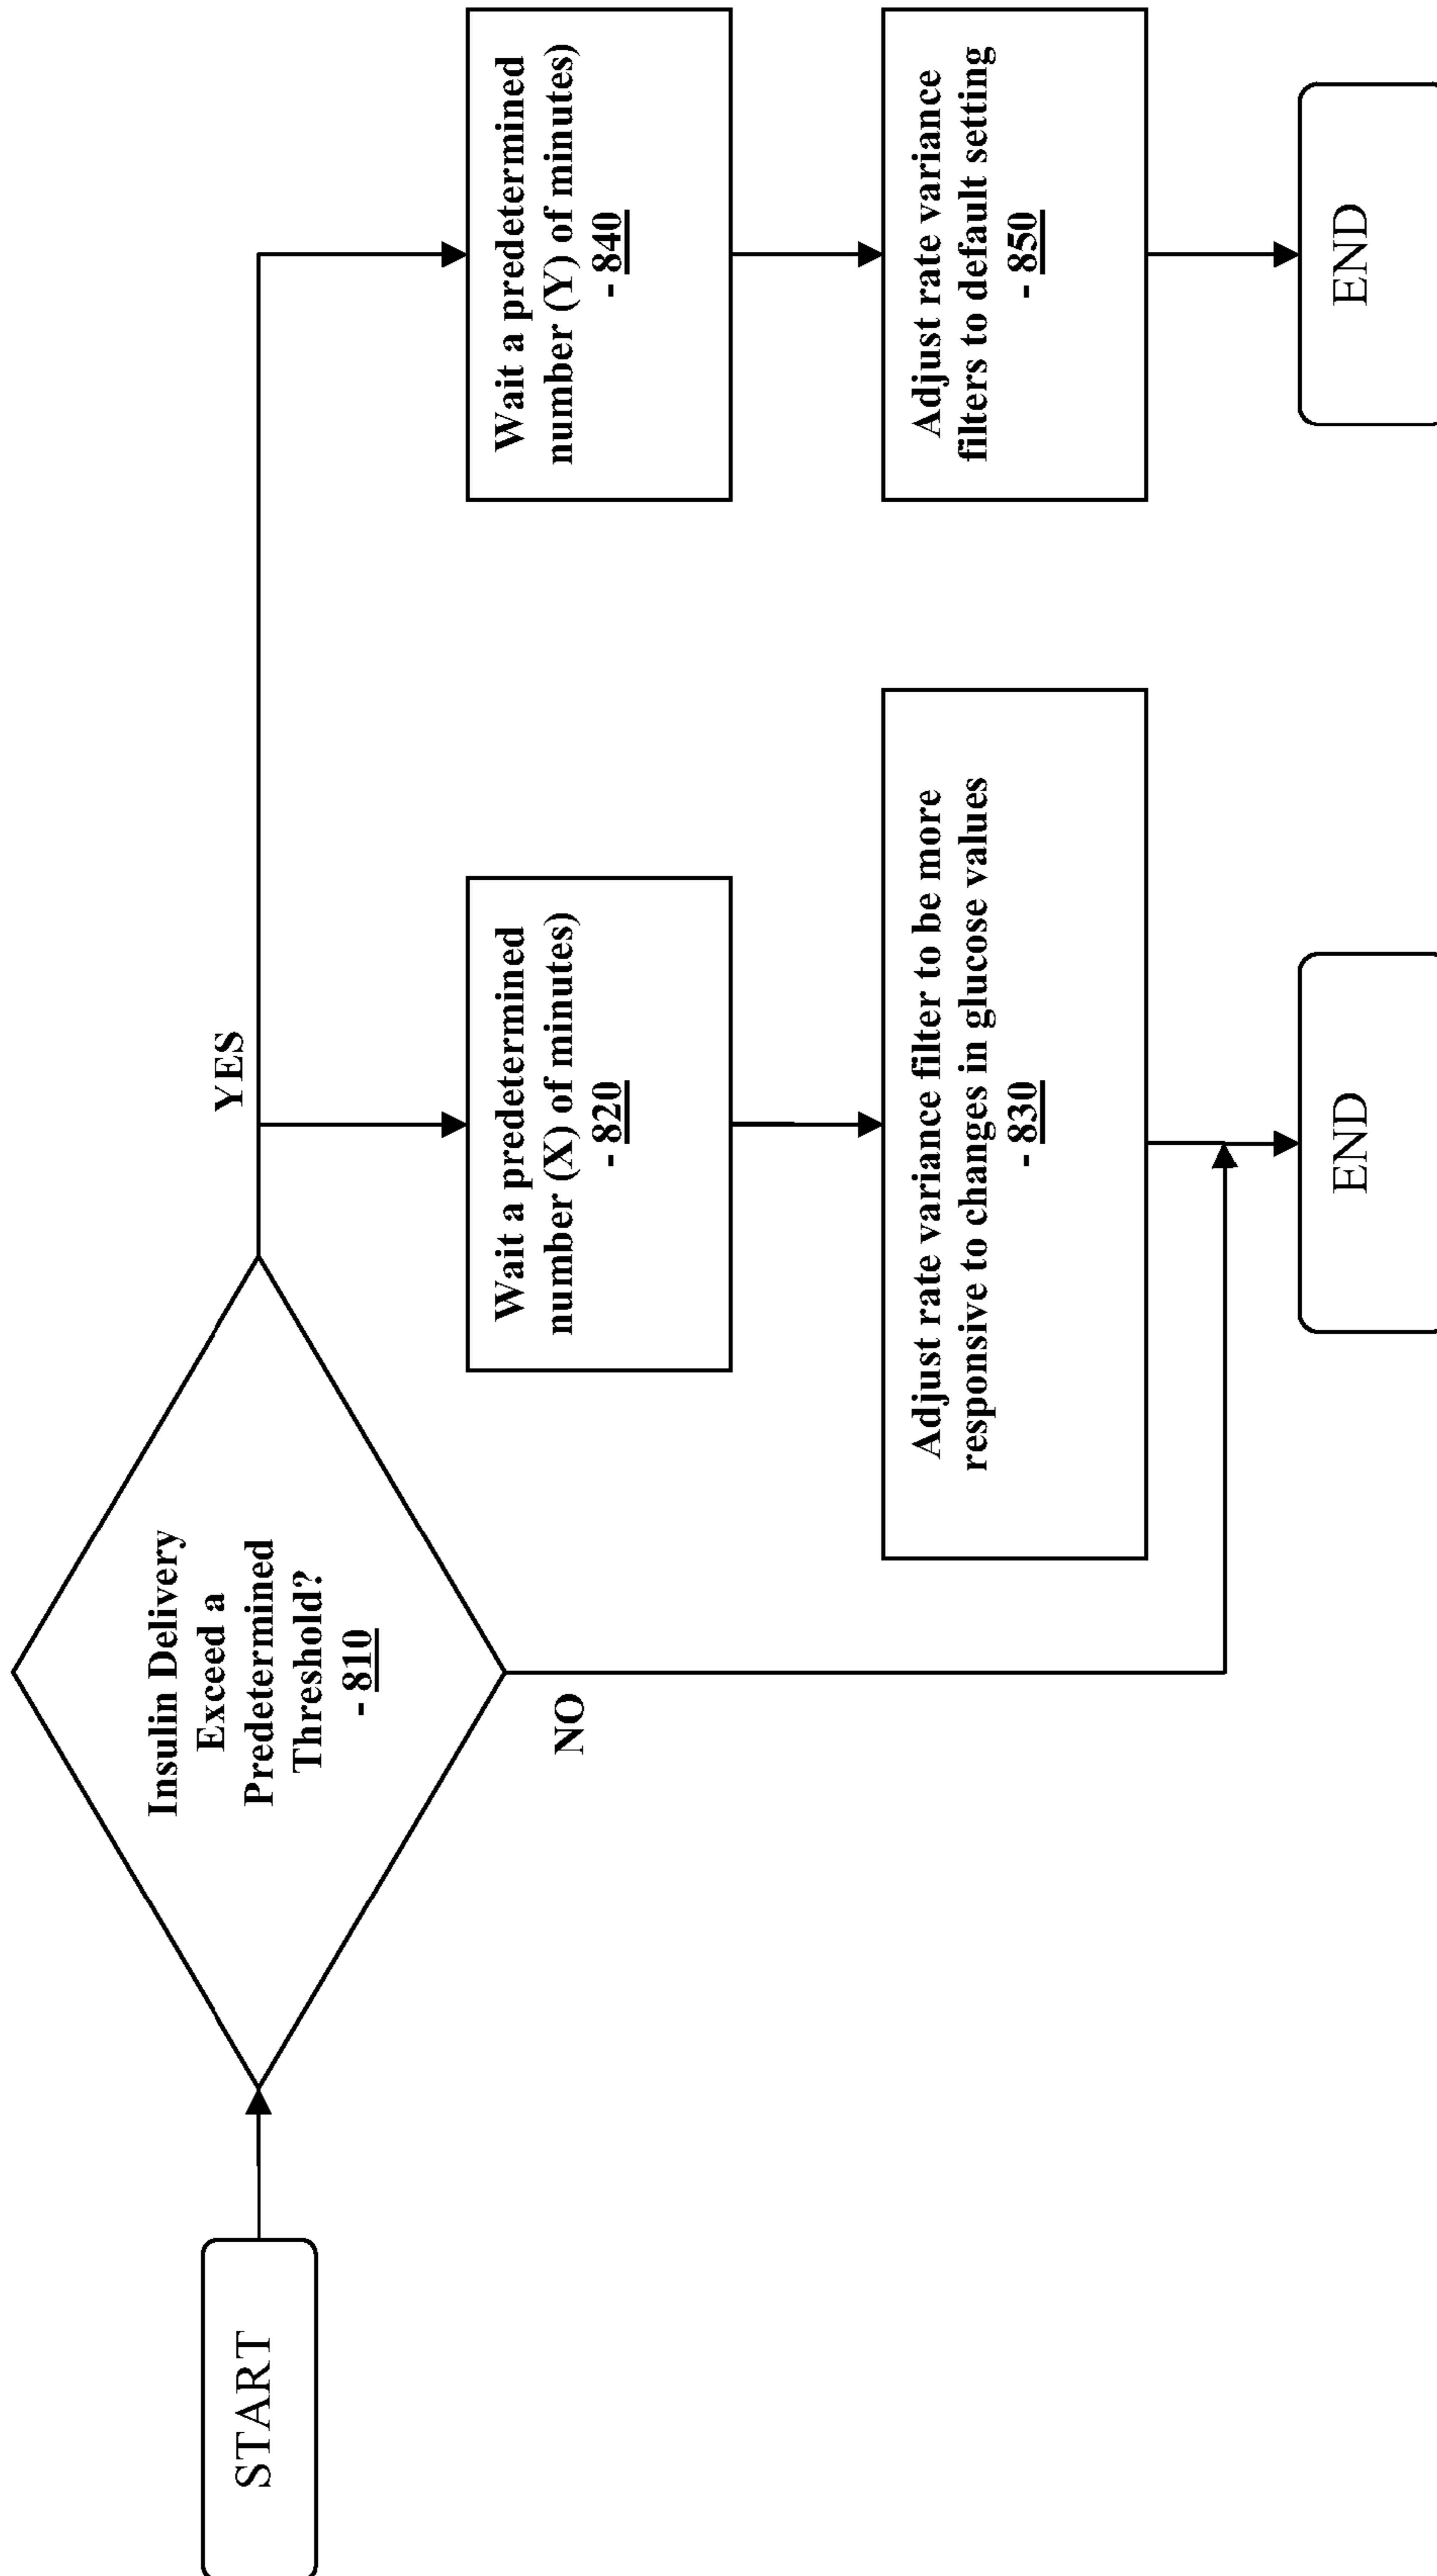 START
Insulin Delivery
Exceed a
Predetermined
Threshold?
- 810
YES
NO
Wait a predetermined
number (X) of minutes)
- 820
Adjust rate variance filter to be more
responsive to changes in glucose values
- 830
END
Wait a predetermined
number (Y) of minutes)
- 840
Adjust rate variance
filters to default setting
- 850
END